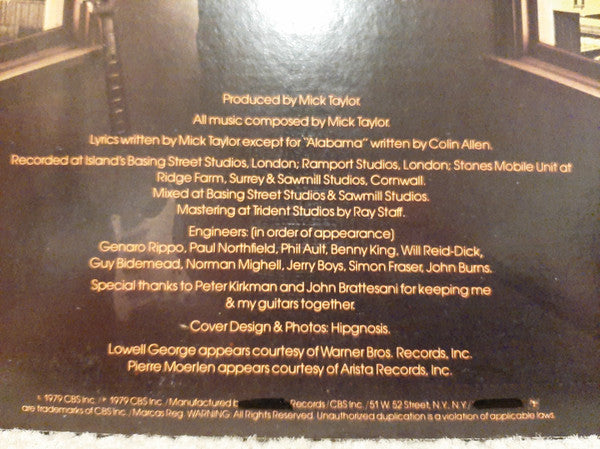 Produced by Mick Taylor.
All music composed by Mick Taylor.
Lyrics written by Mick Taylor except for "Alabama" written by Colin Allen.
Recorded at Island's Basing Street Studios, London; Ramport Studios, London; Stones Mobile Unit at
Ridge Farm, Surrey & Sawmill Studios, Cornwall.
Mixed at Basing Street Studios & Sawmill Studios.
Mastering at Trident Studios by Ray Staff.
Engineers: (in order of appearance)
Genaro Rippo, Paul Northfield, Phil Ault, Benny King, Will Reid-Dick,
Guy Bidemead, Norman Mighell, Jerry Boys, Simon Fraser, John Burns.
Special thanks to Peter Kirkman and John Brattesani for keeping me
& my guitars together.
Cover Design & Photos: Hipgnosis.
Lowell George appears courtesy of Warner Bros. Records, Inc.
Pierre Moerlen appears courtesy of Arista Records, Inc.
© 1979 CBS Inc./℗ 1979 CBS Inc./Manufactured by Records/CBS Inc./51 W. 52 Street, N.Y., N.Y./
are trademarks of CBS Inc./Marcas Reg. WARNING: All Rights Reserved. Unauthorized duplication is a violation of applicable laws.